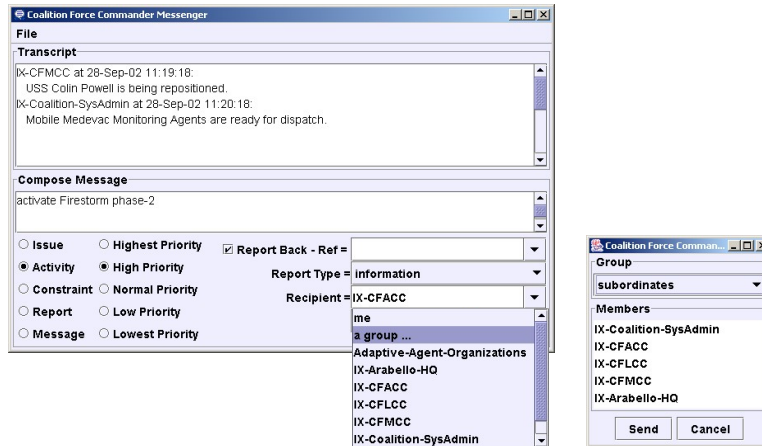 Coalition Force Commander Messenger
File
Transcript
IX-CFMCC at 28-Sep-02 11:19:18:
USS Colin Powell is being repositioned.
IX-Coalition-SysAdmin at 28-Sep-02 11:20:18:
Mobile Medevac Monitoring Agents are ready for dispatch.
Compose Message
activate Firestorm phase-2
Issue Highest Priority Report Back - Ref =
Activity High Priority Report Type = information
Constraint Normal Priority Recipient = IX-CFACC
Report Low Priority
Message Lowest Priority
me
a group ...
Adaptive-Agent-Organizations
IX-Arabello-HQ
IX-CFACC
IX-CFLCC
IX-CFMCC
IX-Coalition-SysAdmin
Coalition Force Comman...
Group
subordinates
Members
IX-Coalition-SysAdmin
IX-CFACC
IX-CFLCC
IX-CFMCC
IX-Arabello-HQ
Send Cancel